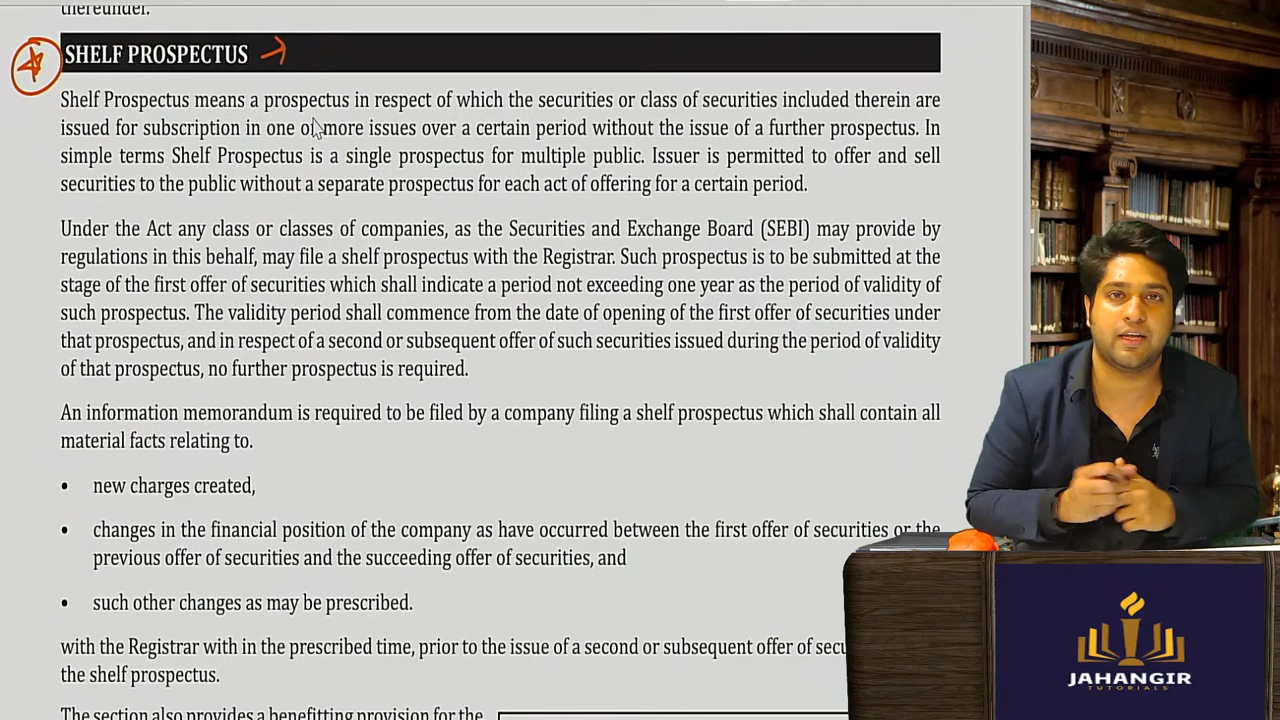 thereunder.
SHELF PROSPECTUS
Shelf Prospectus means a prospectus in respect of which the securities or class of securities included therein are
issued for subscription in one or more issues over a certain period without the issue of a further prospectus. In
simple terms Shelf Prospectus is a single prospectus for multiple public. Issuer is permitted to offer and sell
securities to the public without a separate prospectus for each act of offering for a certain period.
Under the Act any class or classes of companies, as the Securities and Exchange Board (SEBI) may provide by
regulations in this behalf, may file a shelf prospectus with the Registrar. Such prospectus is to be submitted at the
stage of the first offer of securities which shall indicate a period not exceeding one year as the period of validity of
such prospectus. The validity period shall commence from the date of opening of the first offer of securities under
that prospectus, and in respect of a second or subsequent offer of such securities issued during the period of validity
of that prospectus, no further prospectus is required.
An information memorandum is required to be filed by a company filing a shelf prospectus which shall contain all
material facts relating to.
• new charges created,
• changes in the financial position of the company as have occurred between the first offer of securities or the
previous offer of securities and the succeeding offer of securities, and
• such other changes as may be prescribed.
with the Registrar with in the prescribed time, prior to the issue of a second or subsequent offer of secu
the shelf prospectus.
The section also provides a benefitting provision for the
JAHANGIR
TUTORIALS